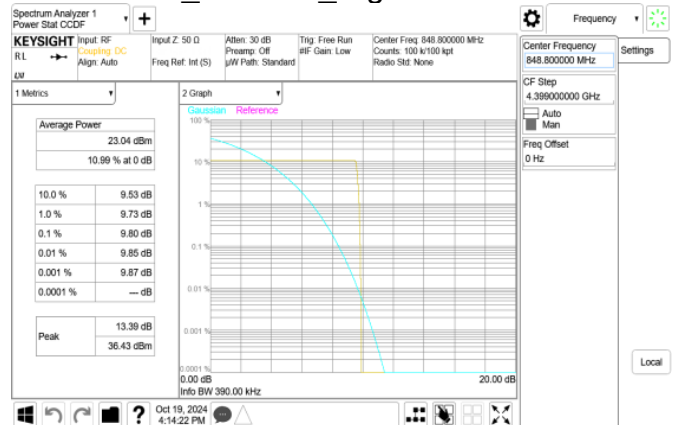 Spectrum Analyzer 1
Power Stat CCDF
Frequency
KEYSIGHT
Input: RF
Coupling: DC
Align: Auto
Input Z: 50 Ω
Freq Ref: Int (S)
Atten: 30 dB
Preamp: Off
µW Path: Standard
Trig: Free Run
#IF Gain: Low
Center Freq: 848.800000 MHz
Counts: 100 k/100 kpt
Radio Std: None
RL
LXI
Center Frequency
848.800000 MHz
Settings
CF Step
4.399000000 GHz
Auto
Man
Freq Offset
0 Hz
Local
1 Metrics
Average Power
23.04 dBm
10.99 % at 0 dB
10.0 % 9.53 dB
1.0 % 9.73 dB
0.1 % 9.80 dB
0.01 % 9.85 dB
0.001 % 9.87 dB
0.0001 % --- dB
Peak
13.39 dB
36.43 dBm
2 Graph
Gaussian Reference
100 %
10 %
1 %
0.1 %
0.01 %
0.001 %
0.0001 %
0.00 dB 20.00 dB
Info BW 390.00 kHz
?
Oct 19, 2024
4:14:22 PM